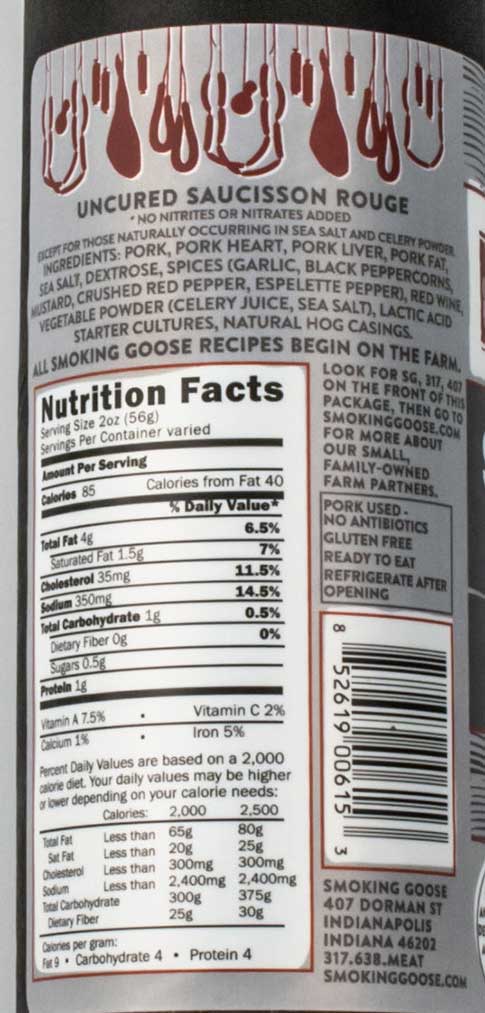 UNCURED SAUCISSON ROUGE
*NO NITRITES OR NITRATES ADDED
EXCEPT FOR THOSE NATURALLY OCCURRING IN SEA SALT AND CELERY POWDER
INGREDIENTS: PORK, PORK HEART, PORK LIVER, PORK FAT,
SEA SALT, DEXTROSE, SPICES (GARLIC, BLACK PEPPERCORNS,
MUSTARD, CRUSHED RED PEPPER, ESPELETTE PEPPER), RED WINE,
VEGETABLE POWDER (CELERY JUICE, SEA SALT), LACTIC ACID
STARTER CULTURES, NATURAL HOG CASINGS.
ALL SMOKING GOOSE RECIPES BEGIN ON THE FARM.
Nutrition Facts
Serving Size 2oz (56g)
Servings Per Container varied
Amount Per Serving
Calories 85 Calories from Fat 40
% Daily Value*
Total Fat 4g 6.5%
Saturated Fat 1.5g 7%
Cholesterol 35mg 11.5%
Sodium 350mg 14.5%
Total Carbohydrate 1g 0.5%
Dietary Fiber 0g 0%
Sugars 0.5g
Protein 1g
Vitamin A 7.5% • Vitamin C 2%
Calcium 1% • Iron 5%
Percent Daily Values are based on a 2,000
calorie diet. Your daily values may be higher
or lower depending on your calorie needs:
Calories: 2,000 2,500
Total Fat Less than 65g 80g
Sat Fat Less than 20g 25g
Cholesterol Less than 300mg 300mg
Sodium Less than 2,400mg 2,400mg
Total Carbohydrate 300g 375g
Dietary Fiber 25g 30g
Calories per gram:
Fat 9 • Carbohydrate 4 • Protein 4
LOOK FOR SG, 317, 407
ON THE FRONT OF THIS
PACKAGE, THEN GO TO
SMOKINGGOOSE.COM
FOR MORE ABOUT
OUR SMALL,
FAMILY-OWNED
FARM PARTNERS.
PORK USED -
NO ANTIBIOTICS
GLUTEN FREE
READY TO EAT
REFRIGERATE AFTER
OPENING
8 52619 00615 3
SMOKING GOOSE
407 DORMAN ST
INDIANAPOLIS
INDIANA 46202
317.638.MEAT
SMOKINGGOOSE.COM